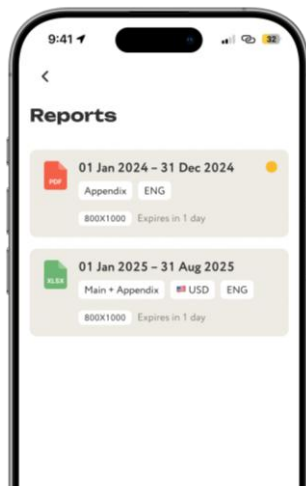 9:41
32
Reports
PDF
01 Jan 2024 – 31 Dec 2024
Appendix ENG
800X1000 Expires in 1 day
XLSX
01 Jan 2025 – 31 Aug 2025
Main + Appendix USD ENG
800X1000 Expires in 1 day